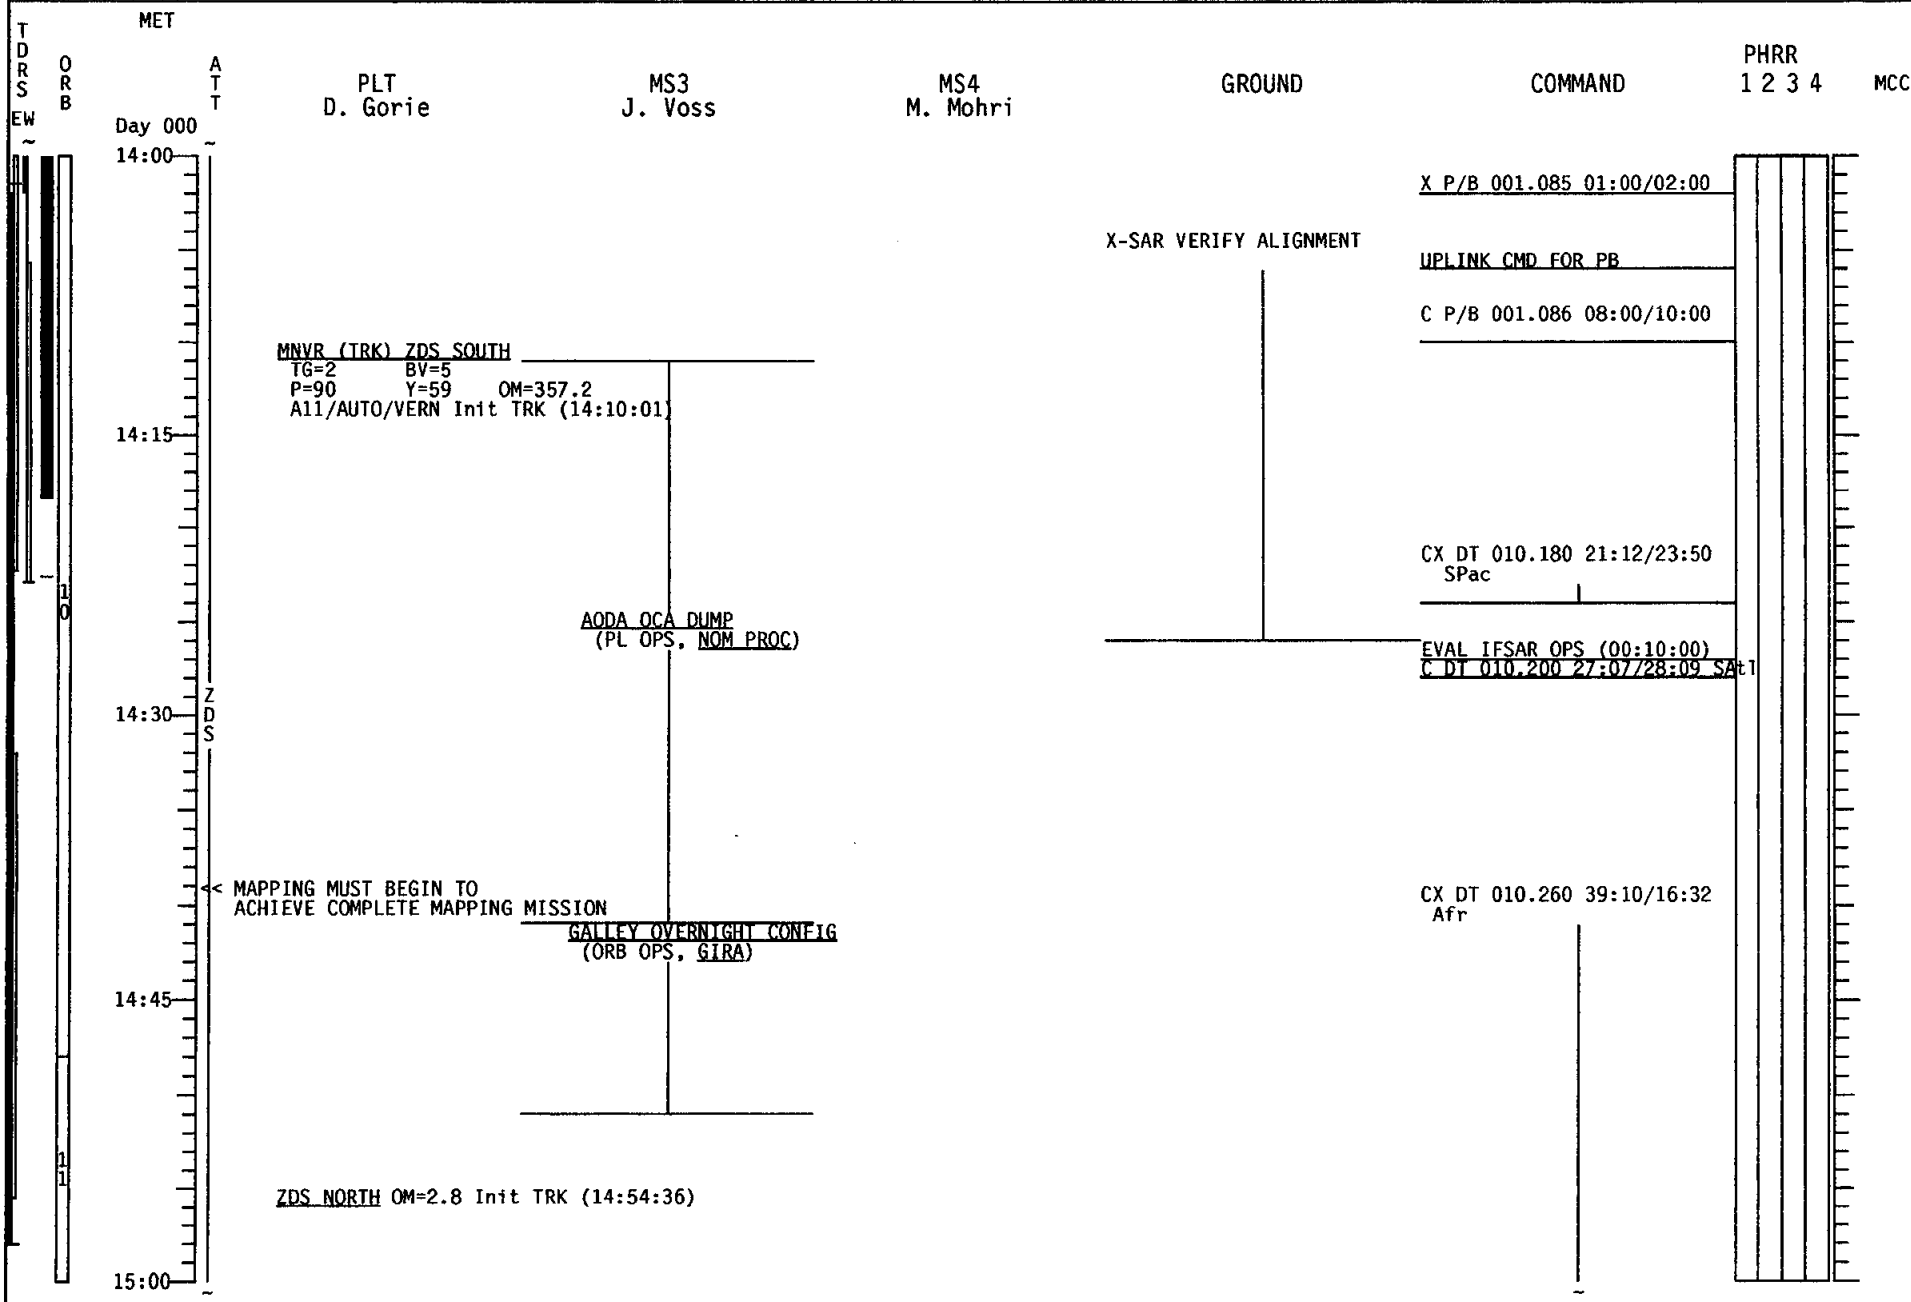 MET
TDRS
ORB
ATT
EW
PLT
D. Gorie
MS3
J. Voss
MS4
M. Mohri
GROUND
COMMAND
PHRR
1 2 3 4
MCC
Day 000
14:00
X P/B 001.085 01:00/02:00
X-SAR VERIFY ALIGNMENT
UPLINK CMD FOR PB
C P/B 001.086 08:00/10:00
MNVR (TRK) ZDS SOUTH
TG=2 BV=5
P=90 Y=59 OM=357.2
A11/AUTO/VERN Init TRK (14:10:01)
14:15
CX DT 010.180 21:12/23:50
SPac
10
AODA OCA DUMP
(PL OPS, NOM PROC)
EVAL IFSAR OPS (00:10:00)
C DT 010.200 27:07/28:09 SAtl
ZDS
14:30
<< MAPPING MUST BEGIN TO
ACHIEVE COMPLETE MAPPING MISSION
CX DT 010.260 39:10/16:32
Afr
GALLEY OVERNIGHT CONFIG
(ORB OPS, GIRA)
14:45
11
ZDS NORTH OM=2.8 Init TRK (14:54:36)
15:00